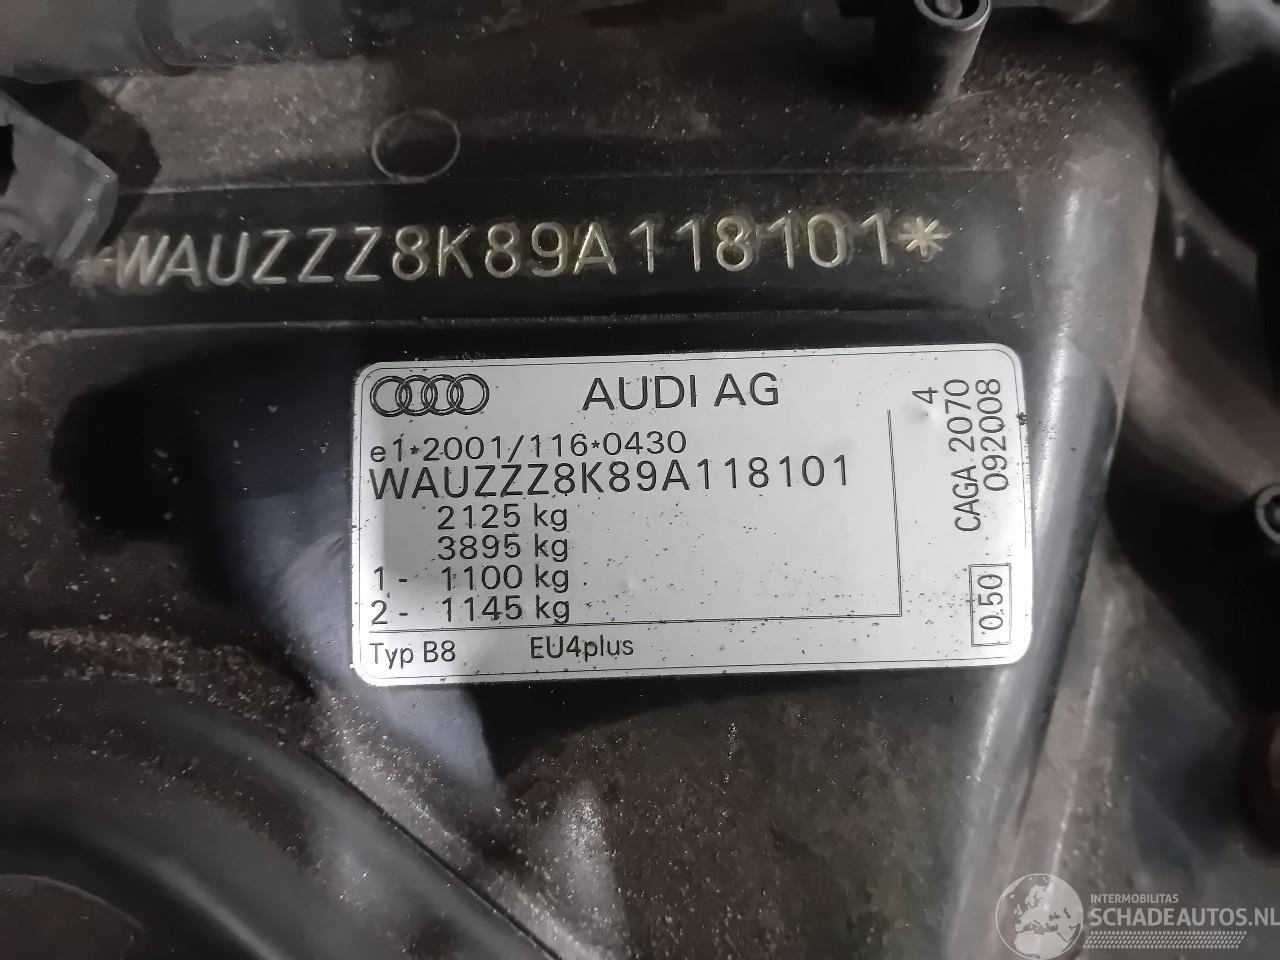 *WAUZZZ8K89A118101*
AUDI AG
e1*2001/116*0430
WAUZZZ8K89A118101
2125 kg
3895 kg
1- 1100 kg
2- 1145 kg
Typ B8 EU4plus
4
CAGA 2070
092008
0.50
INTERMOBILITAS
SCHADEAUTOS.NL